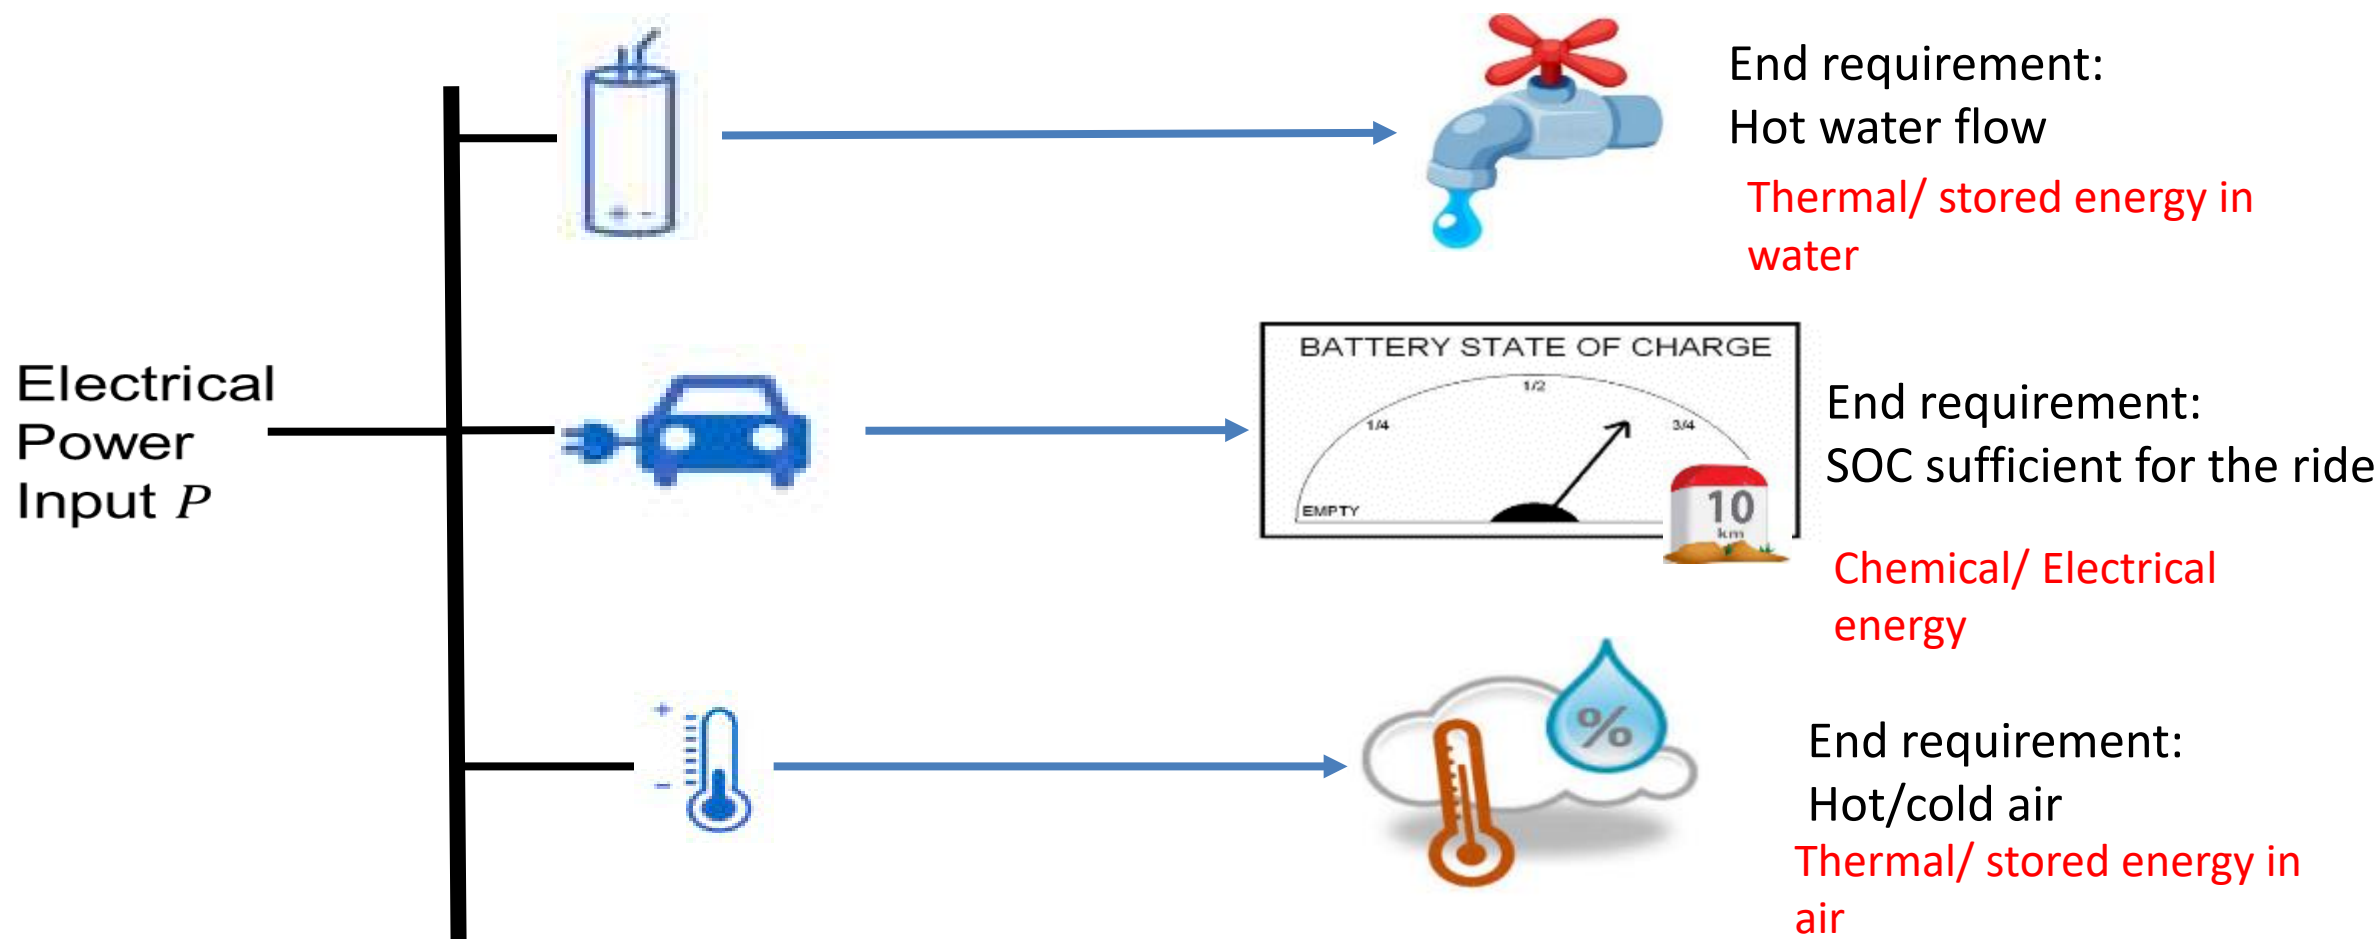 End requirement:
Hot water flow
Thermal/ stored energy in
water
Electrical
Power
Input P
BATTERY STATE OF CHARGE
1/2
1/4
3/4
EMPTY
10
km
End requirement:
SOC sufficient for the ride
Chemical/ Electrical
energy
+
-
%
End requirement:
Hot/cold air
Thermal/ stored energy in
air